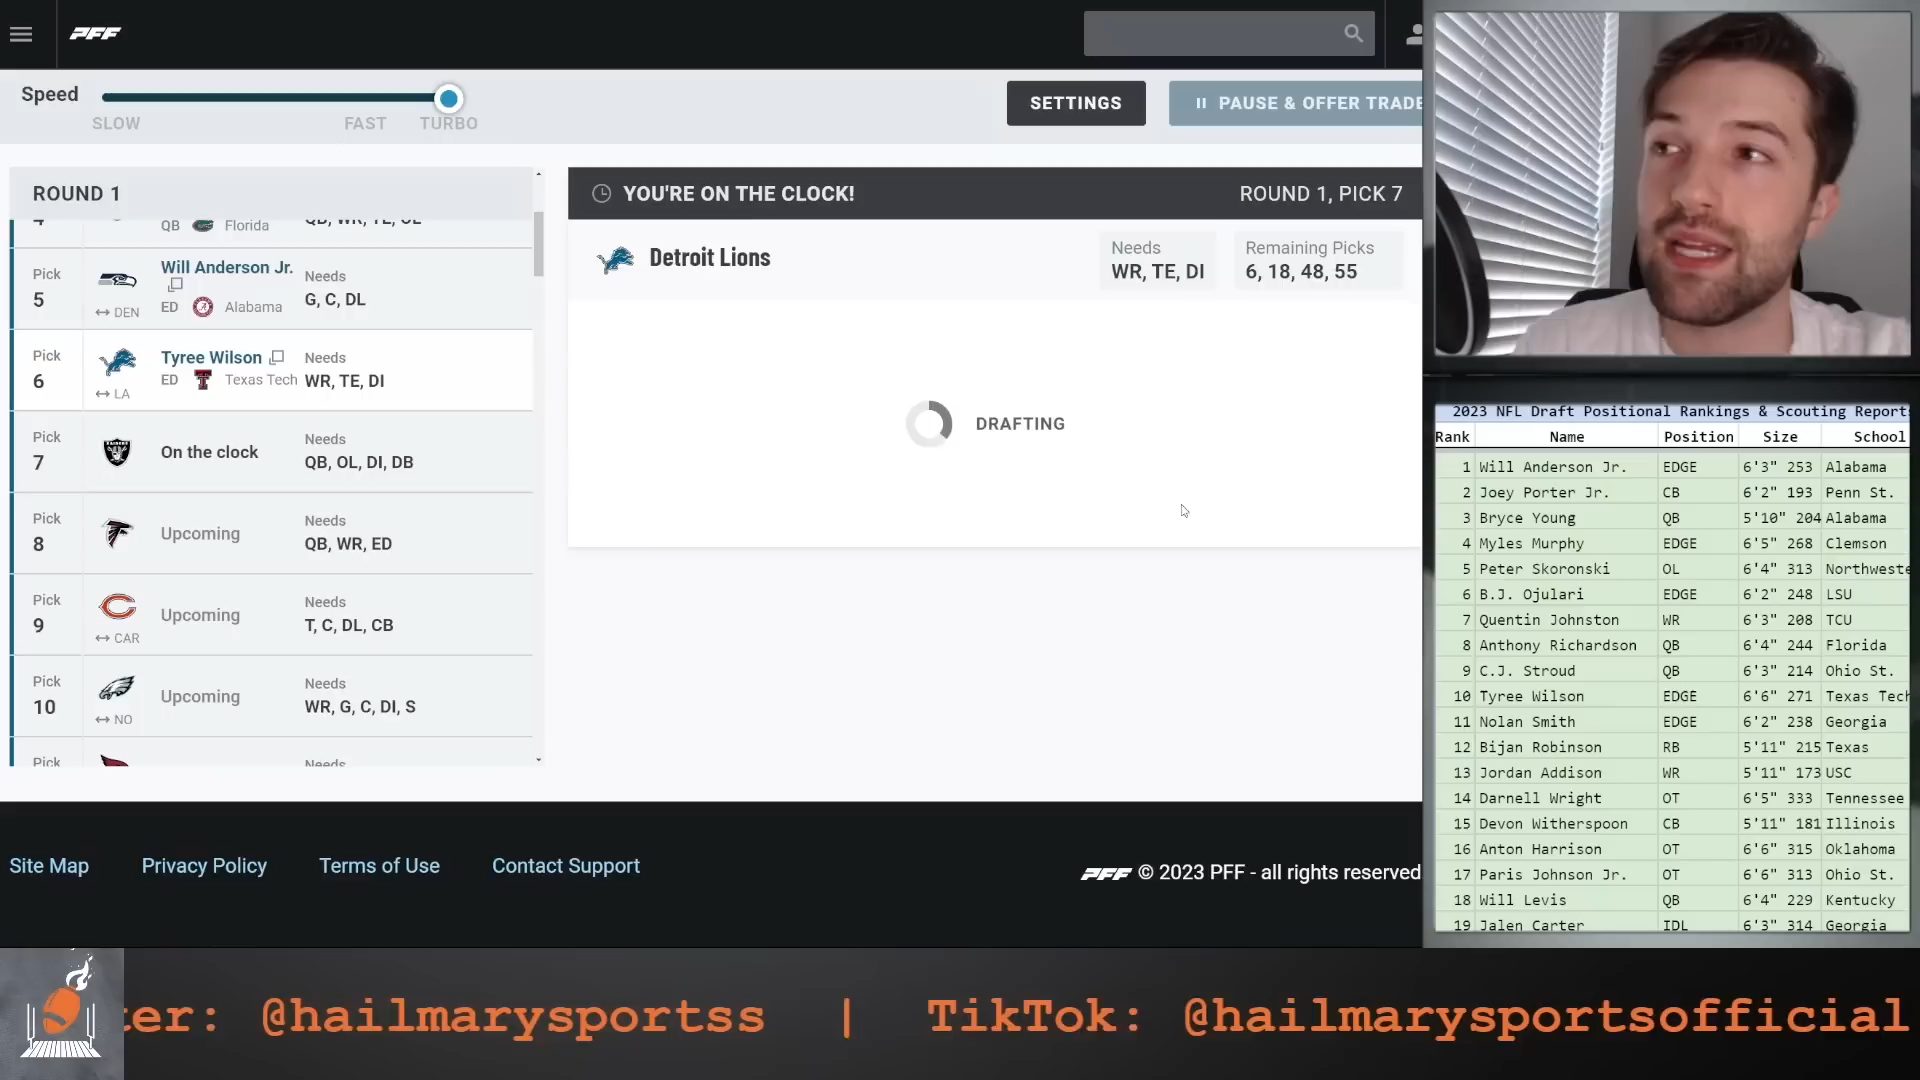 PFF
Speed
SLOW FAST TURBO
SETTINGS
PAUSE & OFFER TRADE
ROUND 1
4 QB Florida QB, WR, TE, OL
Pick 5 DEN Will Anderson Jr. ED Alabama Needs G, C, DL
Pick 6 LA Tyree Wilson ED Texas Tech Needs WR, TE, DI
Pick 7 RAIDERS On the clock Needs QB, OL, DI, DB
Pick 8 Upcoming Needs QB, WR, ED
Pick 9 CAR Upcoming Needs T, C, DL, CB
Pick 10 NO Upcoming Needs WR, G, C, DI, S
Pick Needs
YOU'RE ON THE CLOCK! ROUND 1, PICK 7
Detroit Lions
Needs
WR, TE, DI
Remaining Picks
6, 18, 48, 55
DRAFTING
Site Map Privacy Policy Terms of Use Contact Support
PFF © 2023 PFF - all rights reserved
2023 NFL Draft Positional Rankings & Scouting Reports
Rank Name Position Size School
1 Will Anderson Jr. EDGE 6'3" 253 Alabama
2 Joey Porter Jr. CB 6'2" 193 Penn St.
3 Bryce Young QB 5'10" 204 Alabama
4 Myles Murphy EDGE 6'5" 268 Clemson
5 Peter Skoronski OL 6'4" 313 Northweste
6 B.J. Ojulari EDGE 6'2" 248 LSU
7 Quentin Johnston WR 6'3" 208 TCU
8 Anthony Richardson QB 6'4" 244 Florida
9 C.J. Stroud QB 6'3" 214 Ohio St.
10 Tyree Wilson EDGE 6'6" 271 Texas Tech
11 Nolan Smith EDGE 6'2" 238 Georgia
12 Bijan Robinson RB 5'11" 215 Texas
13 Jordan Addison WR 5'11" 173 USC
14 Darnell Wright OT 6'5" 333 Tennessee
15 Devon Witherspoon CB 5'11" 181 Illinois
16 Anton Harrison OT 6'6" 315 Oklahoma
17 Paris Johnson Jr. OT 6'6" 313 Ohio St.
18 Will Levis QB 6'4" 229 Kentucky
19 Jalen Carter IDL 6'3" 314 Georgia
ter: @hailmarysportss | TikTok: @hailmarysportsofficial